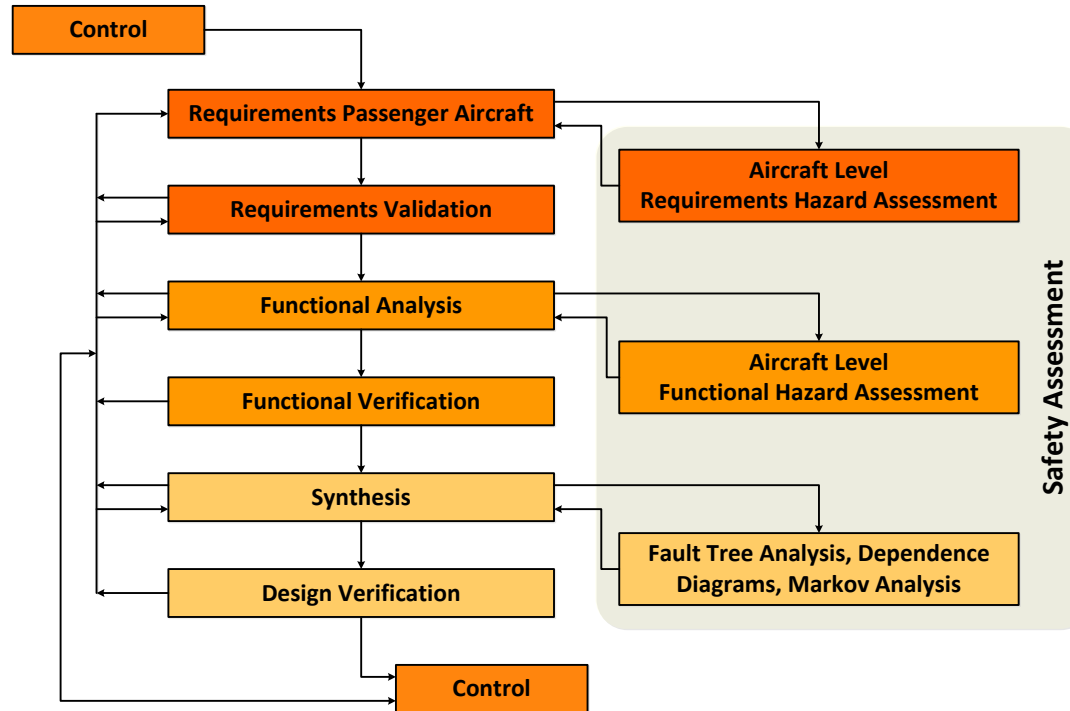 Control
Requirements Passenger Aircraft
Aircraft Level
Requirements Hazard Assessment
Requirements Validation
Functional Analysis
Aircraft Level
Functional Hazard Assessment
Functional Verification
Synthesis
Fault Tree Analysis, Dependence
Diagrams, Markov Analysis
Design Verification
Control
Safety Assessment